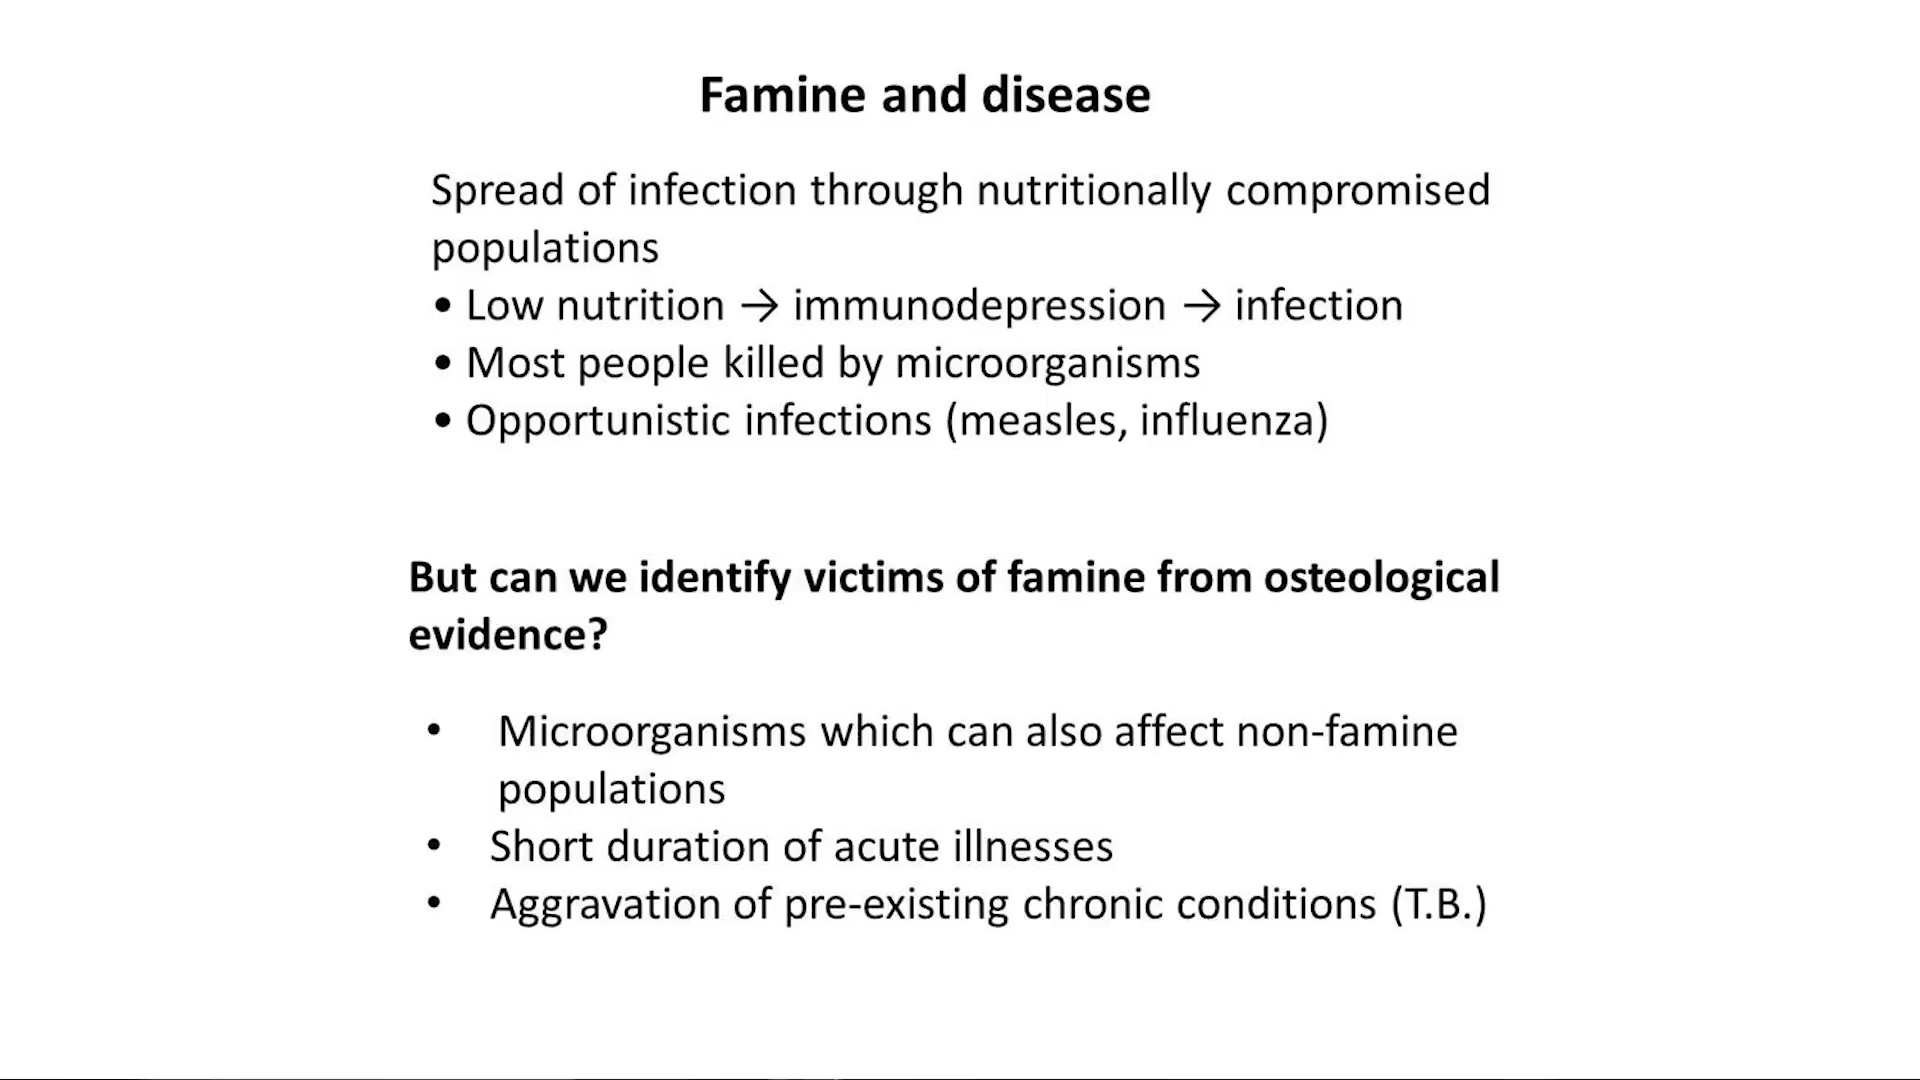 Famine and disease
Spread of infection through nutritionally compromised
populations
• Low nutrition → immunodepression → infection
• Most people killed by microorganisms
• Opportunistic infections (measles, influenza)
But can we identify victims of famine from osteological
evidence?
• Microorganisms which can also affect non-famine
populations
• Short duration of acute illnesses
• Aggravation of pre-existing chronic conditions (T.B.)